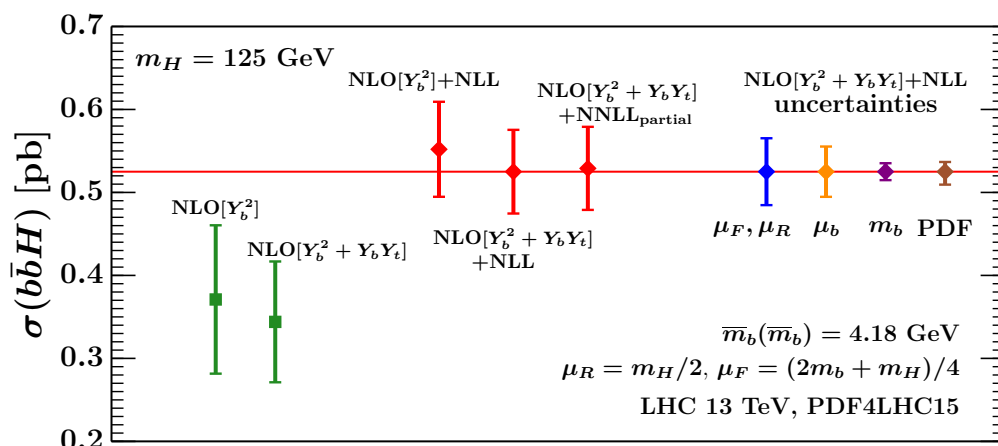 0.7
0.6
0.5
0.4
0.3
0.2
σ(bb̄H) [pb]
m_H = 125 GeV
NLO[Y_b^2]+NLL
NLO[Y_b^2 + Y_bY_t]
+NNLL_partial
NLO[Y_b^2 + Y_bY_t]+NLL
uncertainties
NLO[Y_b^2]
NLO[Y_b^2 + Y_bY_t]
NLO[Y_b^2 + Y_bY_t]
+NLL
μ_F, μ_R μ_b m_b PDF
m̅_b(m̅_b) = 4.18 GeV
μ_R = m_H/2, μ_F = (2m_b + m_H)/4
LHC 13 TeV, PDF4LHC15